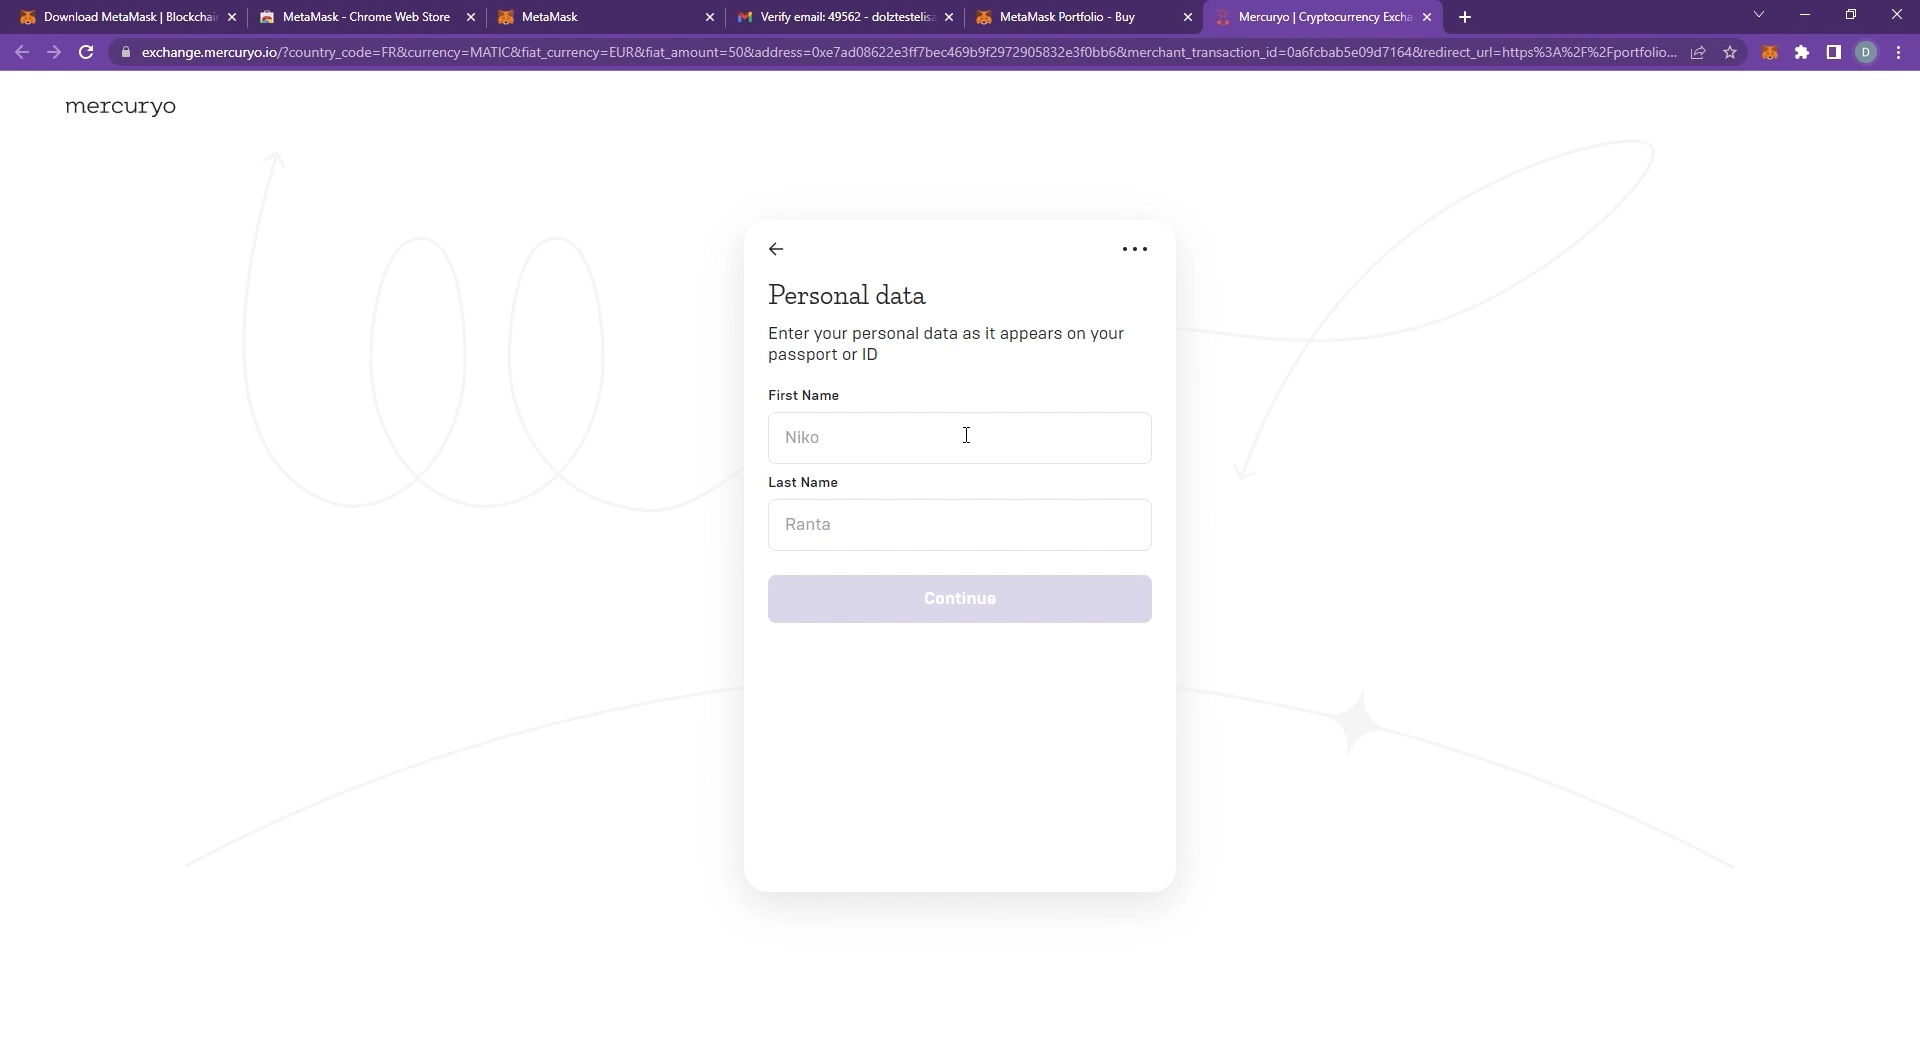 Download MetaMask | Blockchai
MetaMask - Chrome Web Store
MetaMask
Verify email: 49562 - dolztestelisa
MetaMask Portfolio - Buy
Mercuryo | Cryptocurrency Excha
exchange.mercuryo.io/?country_code=FR&currency=MATIC&fiat_currency=EUR&fiat_amount=50&address=0xe7ad08622e3ff7bec469b9f2972905832e3f0bb6&merchant_transaction_id=0a6fcbab5e09d7164&redirect_url=https%3A%2F%2Fportfolio...
D
mercuryo
Personal data
Enter your personal data as it appears on your
passport or ID
First Name
Niko
Last Name
Ranta
Continue